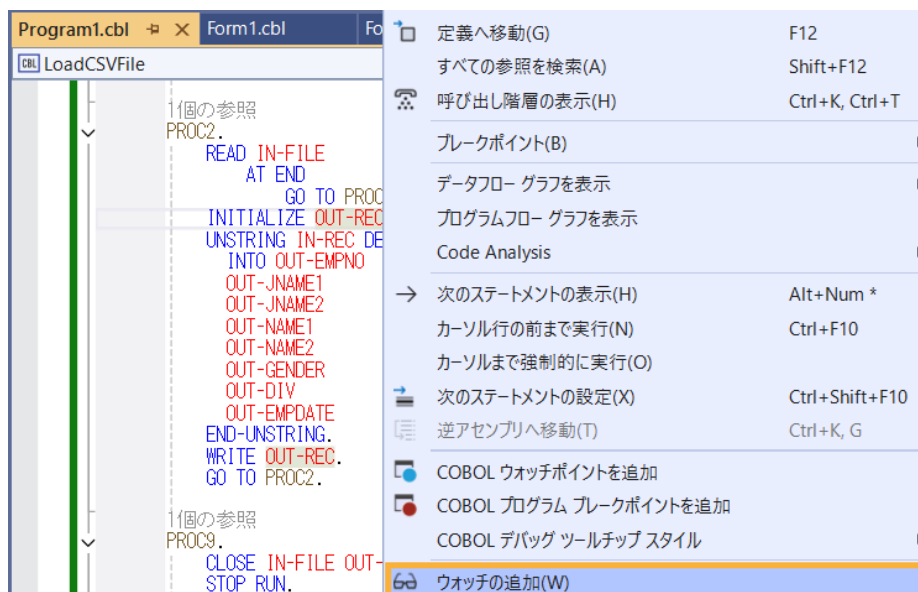 Program1.cbl
Form1.cbl
Fo
CBL LoadCSVFile
1個の参照
PROC2.
READ IN-FILE
AT END
GO TO PROC
INITIALIZE OUT-REC
UNSTRING IN-REC DE
INTO OUT-EMPNO
OUT-JNAME1
OUT-JNAME2
OUT-NAME1
OUT-NAME2
OUT-GENDER
OUT-DIV
OUT-EMPDATE
END-UNSTRING.
WRITE OUT-REC.
GO TO PROC2.
1個の参照
PROC9.
CLOSE IN-FILE OUT-
STOP RUN.
定義へ移動(G) F12
すべての参照を検索(A) Shift+F12
呼び出し階層の表示(H) Ctrl+K, Ctrl+T
ブレークポイント(B)
データフロー グラフを表示
プログラムフロー グラフを表示
Code Analysis
次のステートメントの表示(H) Alt+Num *
カーソル行の前まで実行(N) Ctrl+F10
カーソルまで強制的に実行(O)
次のステートメントの設定(X) Ctrl+Shift+F10
逆アセンブリへ移動(T) Ctrl+K, G
COBOL ウォッチポイントを追加
COBOL プログラム ブレークポイントを追加
COBOL デバッグ ツールチップ スタイル
ウォッチの追加(W)